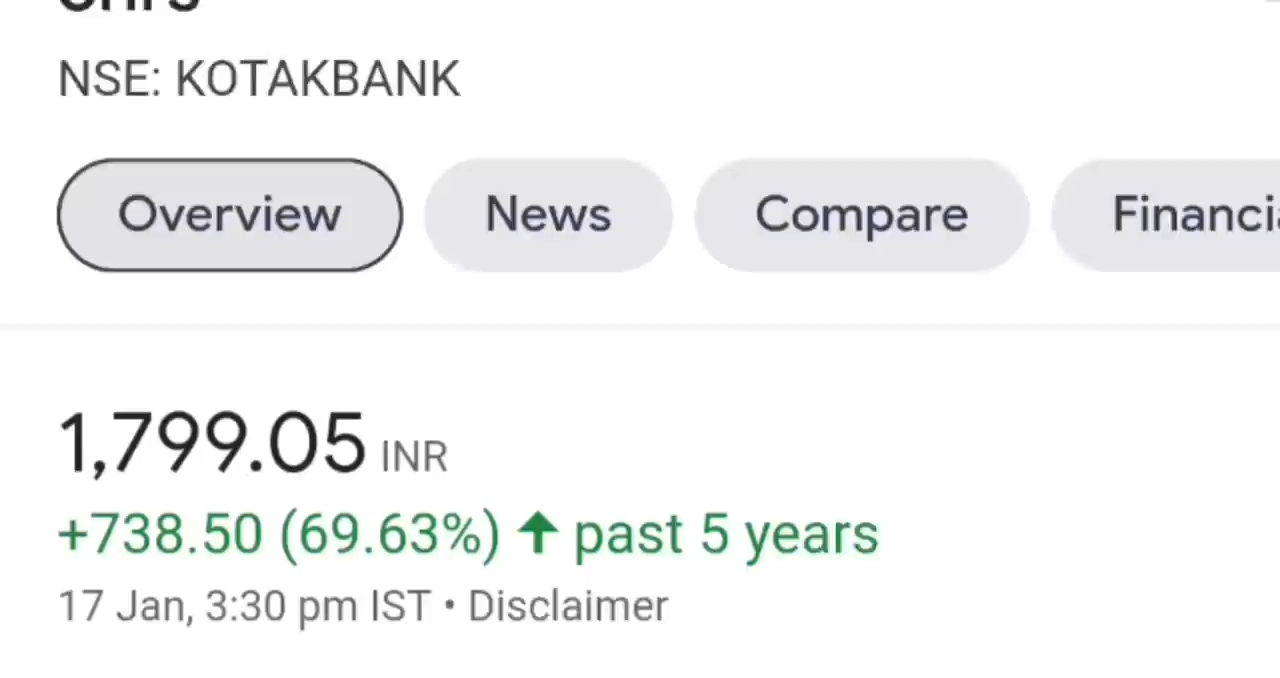 NSE: KOTAKBANK
Overview News Compare
1,799.05 INR
+738.50 (69.63%) ↑ past 5 years
17 Jan, 3:30 pm IST • Disclaimer